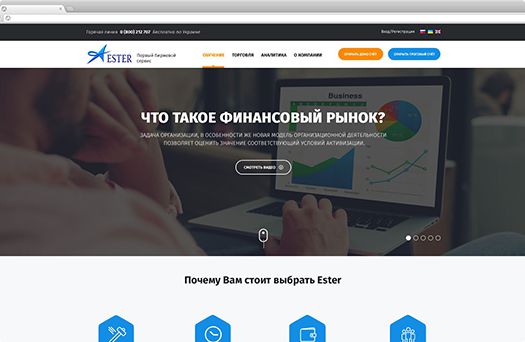 Горячая линия 0 (800) 212 707 Бесплатно по Украине
Вход/Регистрация
ESTER
Первый биржевой
сервис
ОБУЧЕНИЕ ТОРГОВЛЯ АНАЛИТИКА О КОМПАНИИ
ОТКРЫТЬ ДЕМО СЧЁТ
ОТКРЫТЬ ТОРГОВЫЙ СЧЁТ
Business
ЧТО ТАКОЕ ФИНАНСОВЫЙ РЫНОК?
ЗАДАЧА ОРГАНИЗАЦИИ, В ОСОБЕННОСТИ ЖЕ НОВАЯ МОДЕЛЬ ОРГАНИЗАЦИОННОЙ ДЕЯТЕЛЬНОСТИ
ПОЗВОЛЯЕТ ОЦЕНИТЬ ЗНАЧЕНИЕ СООТВЕТСТВУЮЩИЙ УСЛОВИЙ АКТИВИЗАЦИИ.
СМОТРЕТЬ ВИДЕО
Почему Вам стоит выбрать Ester